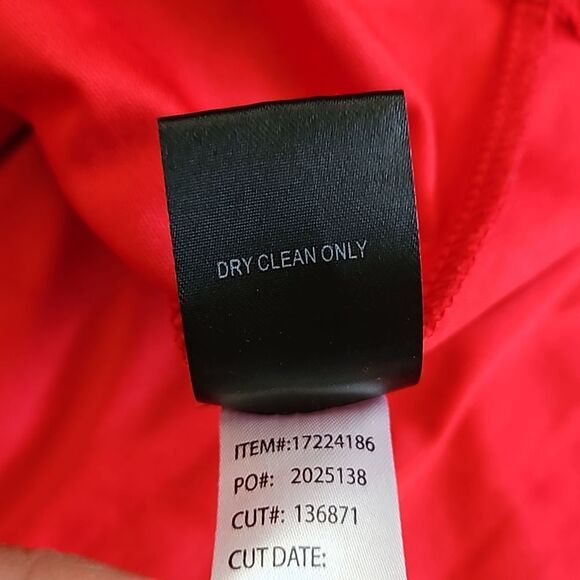 DRY CLEAN ONLY
ITEM#:17224186
PO#: 2025138
CUT#: 136871
CUT DATE: